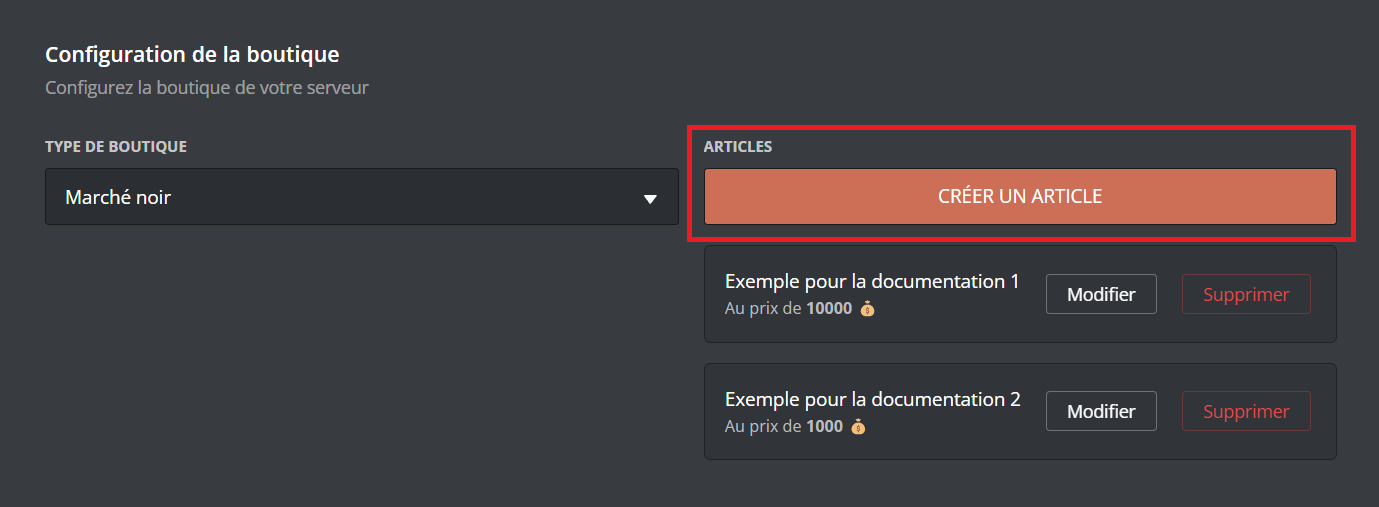 Configuration de la boutique
Configurez la boutique de votre serveur
TYPE DE BOUTIQUE
Marché noir
ARTICLES
CRÉER UN ARTICLE
Exemple pour la documentation 1
Au prix de 10000
Modifier
Supprimer
Exemple pour la documentation 2
Au prix de 1000
Modifier
Supprimer